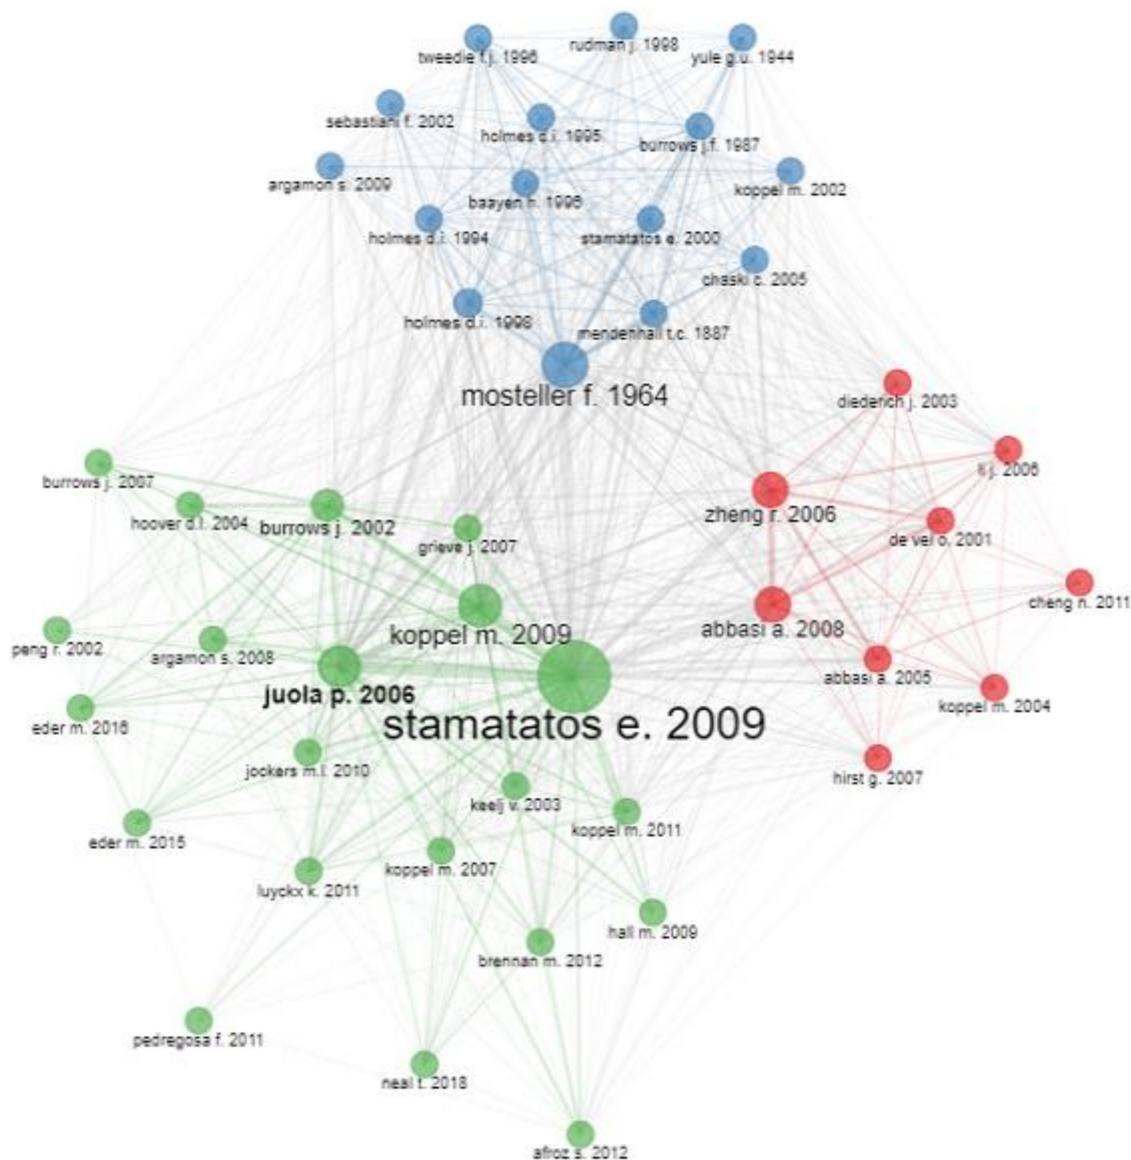 rudman j. 1998
tweedie f.j. 1996
yule g.u. 1944
sebastiani f. 2002
holmes d.i. 1995
burrows j.f. 1987
argamon s. 2009
koppel m. 2002
baayen h. 1996
holmes d.i. 1994
stamatatos e. 2000
chaski c. 2005
holmes d.i. 1998
mendenhall t.c. 1887
mosteller f. 1964
diederich j. 2003
li j. 2006
burrows j. 2007
zheng r. 2006
hoover d.l. 2004
burrows j. 2002
de vel o. 2001
grieve j. 2007
cheng n. 2011
abbasi a. 2008
koppel m. 2009
peng r. 2002
argamon s. 2008
abbasi a. 2005
juola p. 2006
koppel m. 2004
stamatatos e. 2009
eder m. 2016
jockers m.l. 2010
hirst g. 2007
keelj v. 2003
koppel m. 2011
eder m. 2015
koppel m. 2007
luyckx k. 2011
hall m. 2009
brennan m. 2012
pedregosa f. 2011
neal t. 2018
afroz s. 2012